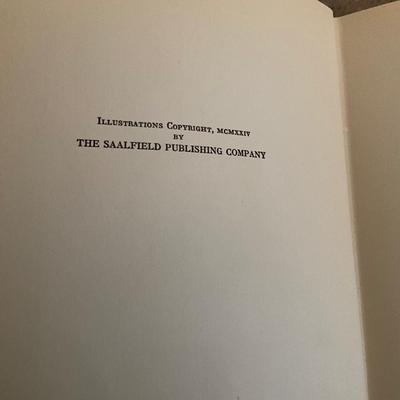 Illustrations Copyright, MCMXXIV
BY
THE SAALFIELD PUBLISHING COMPANY